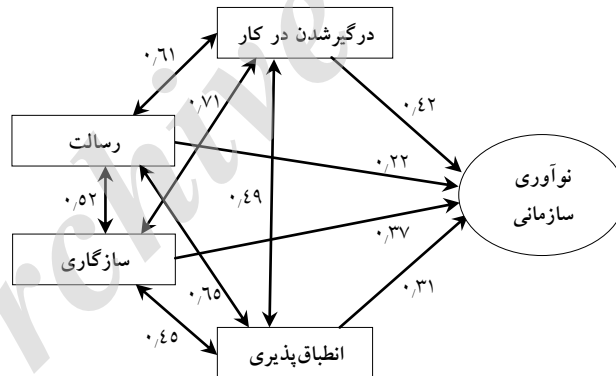 درگیرشدن در کار
۰٫۶۱
۰٫۷۱
۰٫۴۲
رسالت
۰٫۲۲
نوآوری
سازمانی
۰٫۵۲
۰٫۴۹
۰٫۳۷
سازگاری
۰٫۶۵
۰٫۳۱
۰٫۴۵
انطباق‌پذیری
rchive